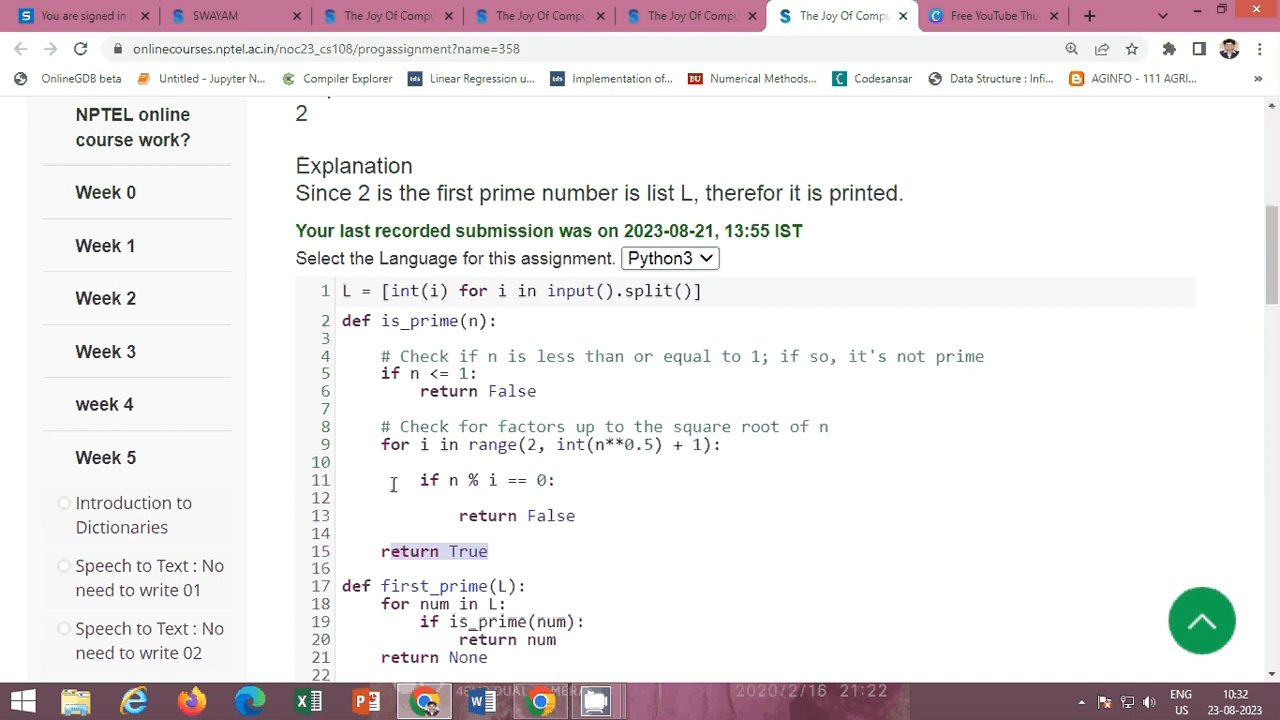 You are signed in a
SWAYAM
The Joy Of Compu
The Joy Of Compu
The Joy Of Compu
The Joy Of Compu
Free YouTube Thu
onlinecourses.nptel.ac.in/noc23_cs108/progassignment?name=358
OnlineGDB beta
Untitled - Jupyter N...
Compiler Explorer
Linear Regression u...
Implementation of...
Numerical Methods...
Codesansar
Data Structure : Infi...
AGINFO - 111 AGRI...
»
NPTEL online
course work?
Week 0
Week 1
Week 2
Week 3
week 4
Week 5
Introduction to
Dictionaries
Speech to Text : No
need to write 01
Speech to Text : No
need to write 02
2
Explanation
Since 2 is the first prime number is list L, therefor it is printed.
Your last recorded submission was on 2023-08-21, 13:55 IST
Select the Language for this assignment. Python3
1 L = [int(i) for i in input().split()]
2 def is_prime(n):
3
4 # Check if n is less than or equal to 1; if so, it's not prime
5 if n <= 1:
6 return False
7
8 # Check for factors up to the square root of n
9 for i in range(2, int(n**0.5) + 1):
10
11 if n % i == 0:
12
13 return False
14
15 return True
16
17 def first_prime(L):
18 for num in L:
19 if is_prime(num):
20 return num
21 return None
22
2020/2/16 21:22
ENG
US
10:32
23-08-2023